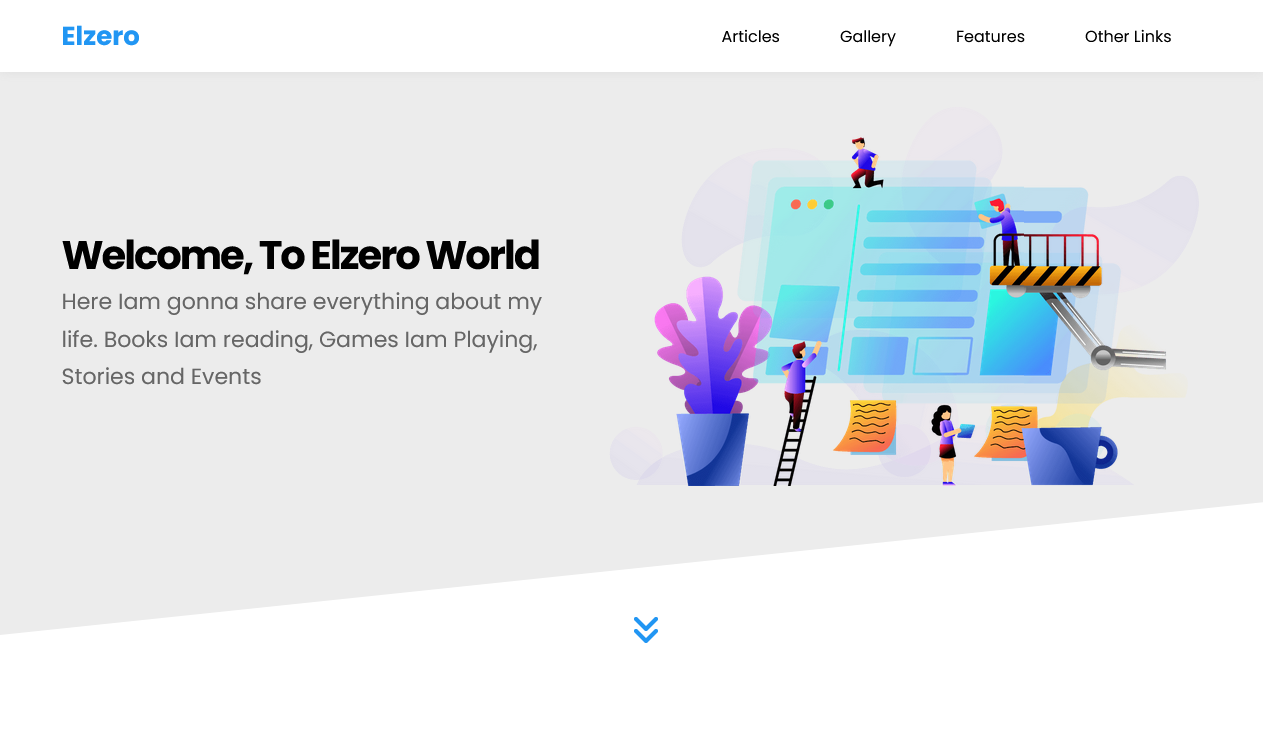 Elzero
Articles
Gallery
Features
Other Links
Welcome, To Elzero World
Here Iam gonna share everything about my
life. Books Iam reading, Games Iam Playing,
Stories and Events